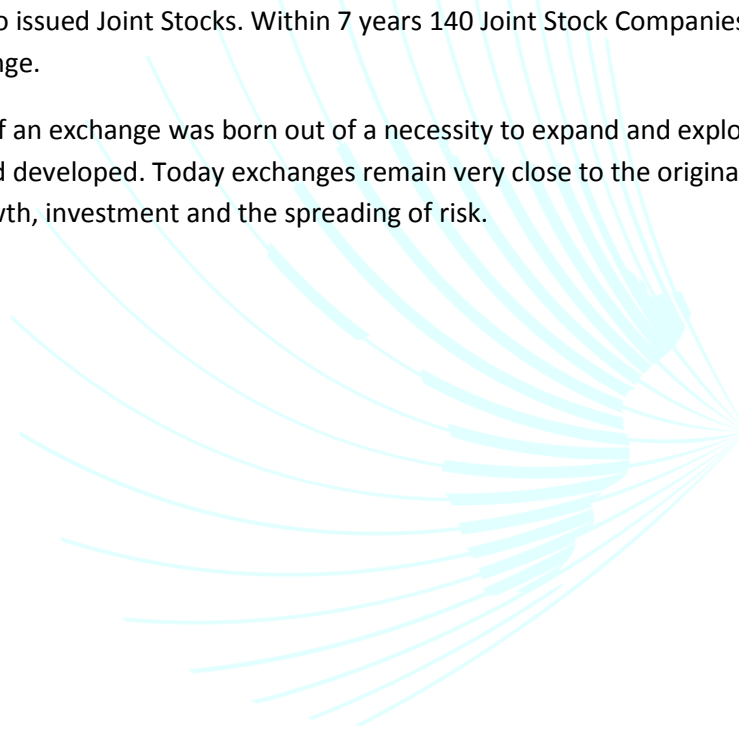 o issued Joint Stocks. Within 7 years 140 Joint Stock Companies
nge.
f an exchange was born out of a necessity to expand and explo
d developed. Today exchanges remain very close to the origina
vth, investment and the spreading of risk.